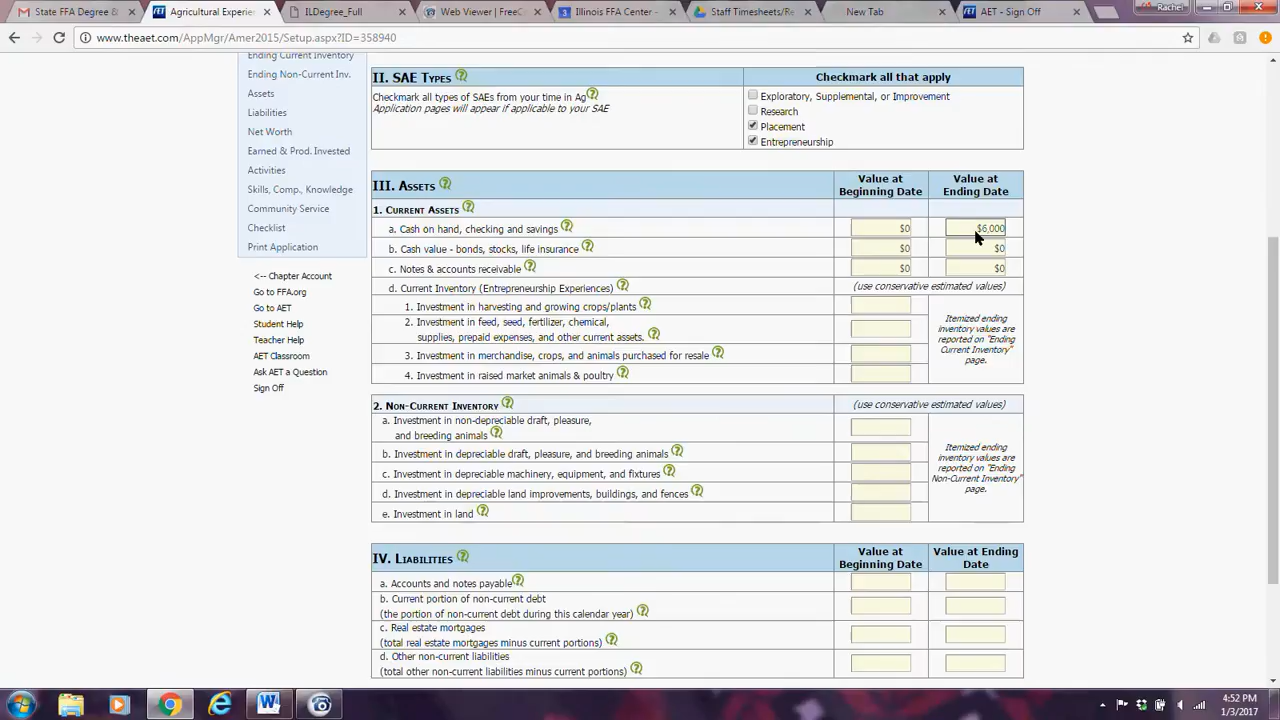 State FFA Degree & G
Agricultural Experie
ILDegree_Full
Web Viewer | FreeC
Illinois FFA Center -
Staff Timesheets/Re
New Tab
AET - Sign Off
Rachel
www.theaet.com/AppMgr/Amer2015/Setup.aspx?ID=358940
Ending Current Inventory
Ending Non-Current Inv.
Assets
Liabilities
Net Worth
Earned & Prod. Invested
Activities
Skills, Comp., Knowledge
Community Service
Checklist
Print Application
<-- Chapter Account
Go to FFA.org
Go to AET
Student Help
Teacher Help
AET Classroom
Ask AET a Question
Sign Off
II. SAE TYPES
Checkmark all that apply
Checkmark all types of SAEs from your time in Ag
Application pages will appear if applicable to your SAE
Exploratory, Supplemental, or Improvement
Research
Placement
Entrepreneurship
III. ASSETS
Value at
Beginning Date
Value at
Ending Date
1. CURRENT ASSETS
a. Cash on hand, checking and savings
$0
$6,000
b. Cash value - bonds, stocks, life insurance
$0
$0
c. Notes & accounts receivable
$0
$0
d. Current Inventory (Entrepreneurship Experiences)
(use conservative estimated values)
1. Investment in harvesting and growing crops/plants
2. Investment in feed, seed, fertilizer, chemical,
supplies, prepaid expenses, and other current assets.
3. Investment in merchandise, crops, and animals purchased for resale
4. Investment in raised market animals & poultry
Itemized ending
inventory values are
reported on "Ending
Current Inventory"
page.
2. NON-CURRENT INVENTORY
(use conservative estimated values)
a. Investment in non-depreciable draft, pleasure,
and breeding animals
b. Investment in depreciable draft, pleasure, and breeding animals
c. Investment in depreciable machinery, equipment, and fixtures
d. Investment in depreciable land improvements, buildings, and fences
e. Investment in land
Itemized ending
inventory values are
reported on "Ending
Non-Current Inventory"
page.
IV. LIABILITIES
Value at
Beginning Date
Value at Ending
Date
a. Accounts and notes payable
b. Current portion of non-current debt
(the portion of non-current debt during this calendar year)
c. Real estate mortgages
(total real estate mortgages minus current portions)
d. Other non-current liabilities
(total other non-current liabilities minus current portions)
4:52 PM
1/3/2017